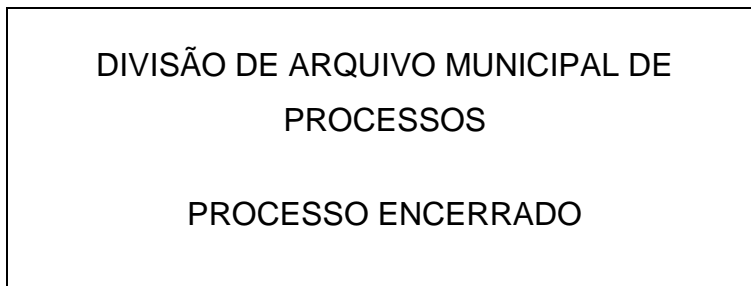 DIVISÃO DE ARQUIVO MUNICIPAL DE
PROCESSOS
PROCESSO ENCERRADO